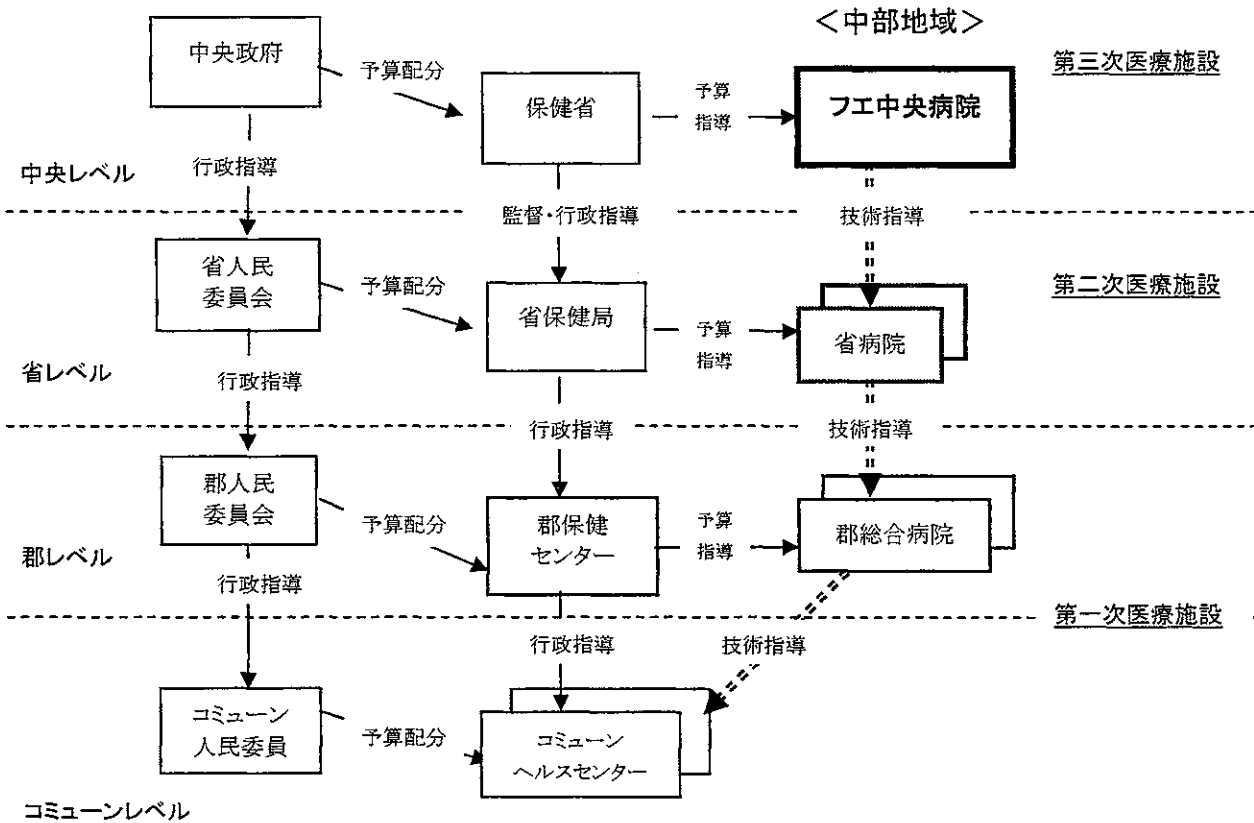 ＜中部地域＞
中央政府
予算配分
保健省
予算
指導
フエ中央病院
第三次医療施設
中央レベル
行政指導
監督・行政指導
技術指導
省人民
委員会
予算配分
省保健局
予算
指導
省病院
第二次医療施設
省レベル
行政指導
行政指導
技術指導
郡人民
委員会
予算配分
郡保健
センター
予算
指導
郡総合病院
郡レベル
行政指導
第一次医療施設
行政指導
技術指導
コミューン
人民委員
予算配分
コミューン
ヘルスセンター
コミューンレベル